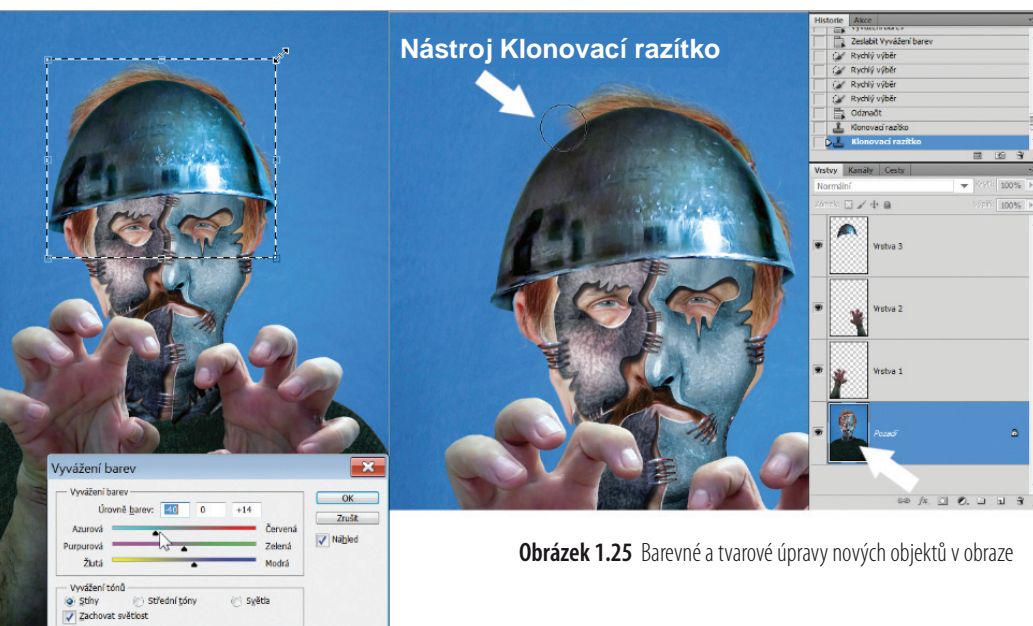 Nástroj Klonovací razítko
Historie Akce
Vyvážení barev
Zeslabit Vyvážení barev
Rychlý výběr
Rychlý výběr
Rychlý výběr
Rychlý výběr
Odznačit
Klonovací razítko
Klonovací razítko
Vrstvy Kanály Cesty
Normální 100%
100%
Vrstva 3
Vrstva 2
Vrstva 1
Pozadí
fx
Vyvážení barev
Vyvážení barev
Úrovně barev: -40 0 +14
Azurová Červená
Purpurová Zelená
Žlutá Modrá
OK
Zrušit
Náhled
Vyvážení tónů
Stíny Střední tóny Světla
Zachovat světlost
Obrázek 1.25 Barevné a tvarové úpravy nových objektů v obraze